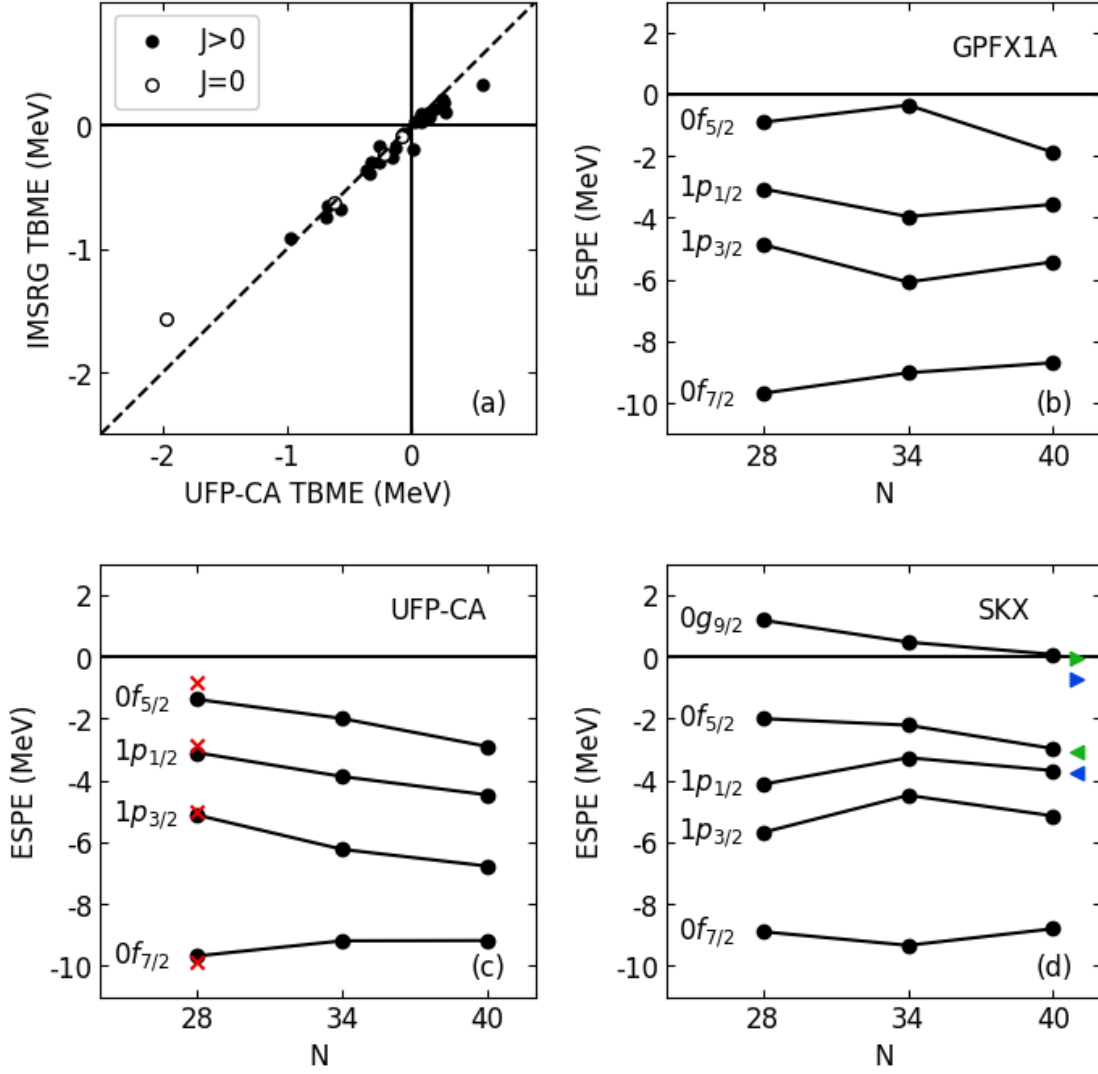 J>0
J=0
0
-1
-2
IMSRG TBME (MeV)
(a)
-2 -1 0
UFP-CA TBME (MeV)
GPFX1A
2
0
-2
-4
-6
-8
-10
ESPE (MeV)
0f5/2
1p1/2
1p3/2
0f7/2
(b)
28 34 40
N
UFP-CA
2
0
-2
-4
-6
-8
-10
ESPE (MeV)
0f5/2
1p1/2
1p3/2
0f7/2
(c)
28 34 40
N
SKX
2
0
-2
-4
-6
-8
-10
ESPE (MeV)
0g9/2
0f5/2
1p1/2
1p3/2
0f7/2
(d)
28 34 40
N